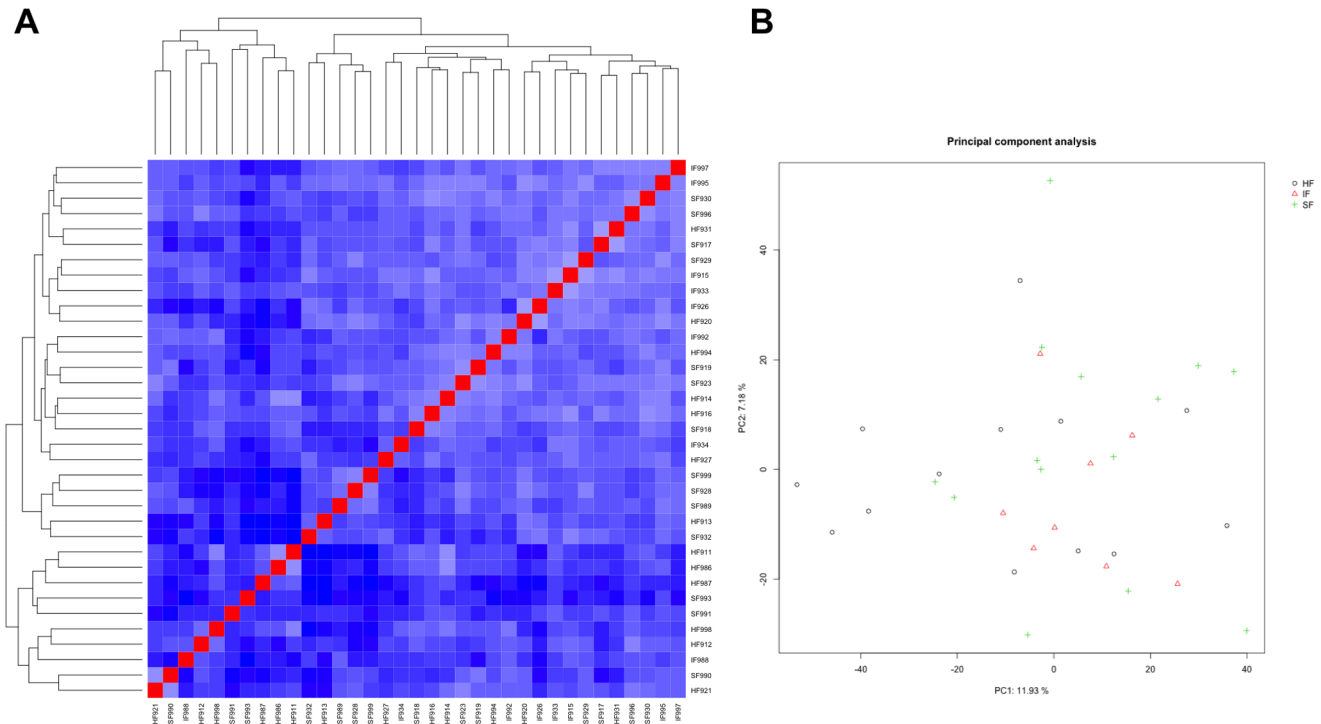 A
B
IF997
IF995
SF930
SF996
HF931
SF917
SF929
IF915
IF933
IF926
HF920
IF992
HF994
SF919
SF923
HF914
HF916
SF918
IF934
HF927
SF999
SF928
SF989
HF913
SF932
HF911
HF986
HF987
SF993
SF991
HF998
HF912
IF988
SF990
HF921
HF921
SF990
IF988
HF912
HF998
SF991
SF993
HF987
HF986
HF911
SF932
HF913
SF989
SF928
SF999
HF927
IF934
SF918
HF916
HF914
SF923
SF919
HF994
IF992
HF920
IF926
IF933
IF915
SF929
SF917
HF931
SF996
SF930
IF995
IF997
Principal component analysis
HF
IF
SF
PC2: 7.18 %
40
20
0
-20
-40
-20
0
20
40
PC1: 11.93 %